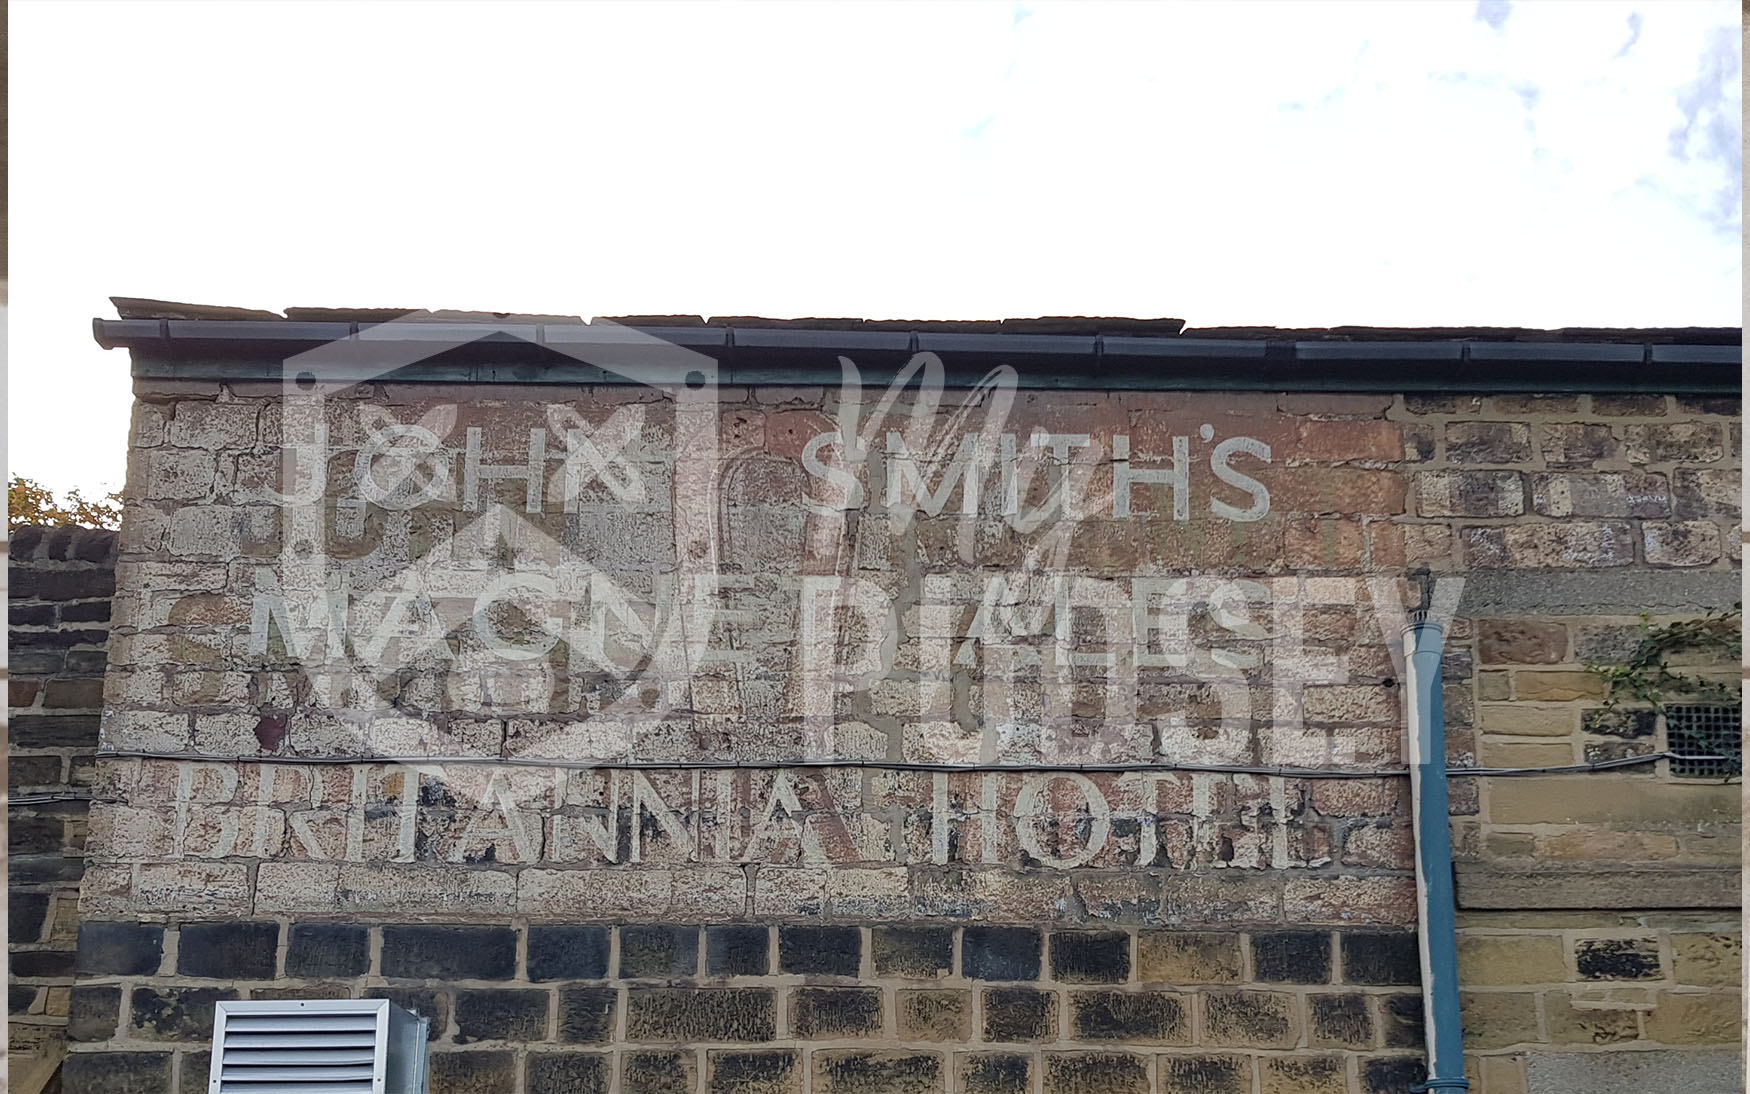 JOHN SMITH'S
MAGNET ALES
BRITANNIA HOTEL
My
PUDSEY